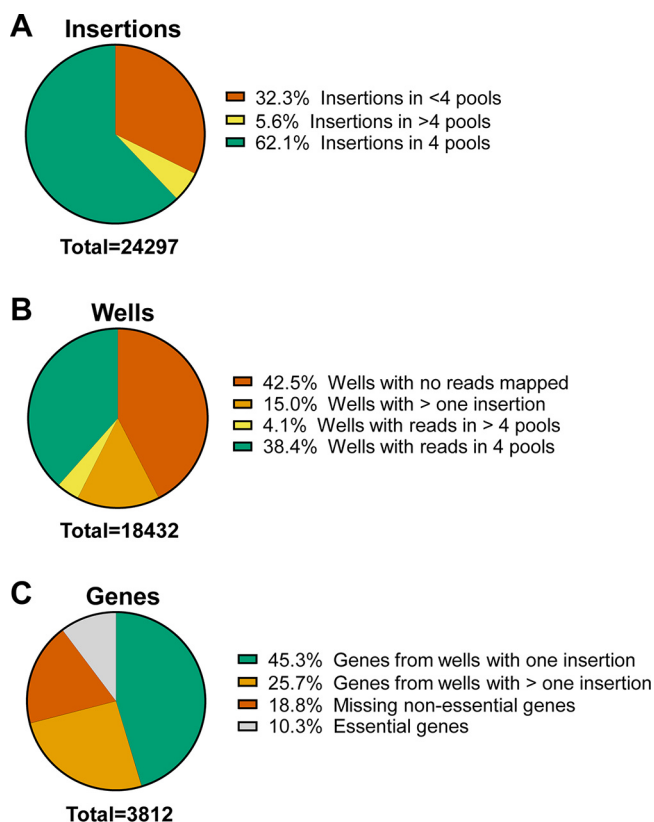 A
Insertions
32.3% Insertions in <4 pools
5.6% Insertions in >4 pools
62.1% Insertions in 4 pools
Total=24297
B
Wells
42.5% Wells with no reads mapped
15.0% Wells with > one insertion
4.1% Wells with reads in > 4 pools
38.4% Wells with reads in 4 pools
Total=18432
C
Genes
45.3% Genes from wells with one insertion
25.7% Genes from wells with > one insertion
18.8% Missing non-essential genes
10.3% Essential genes
Total=3812